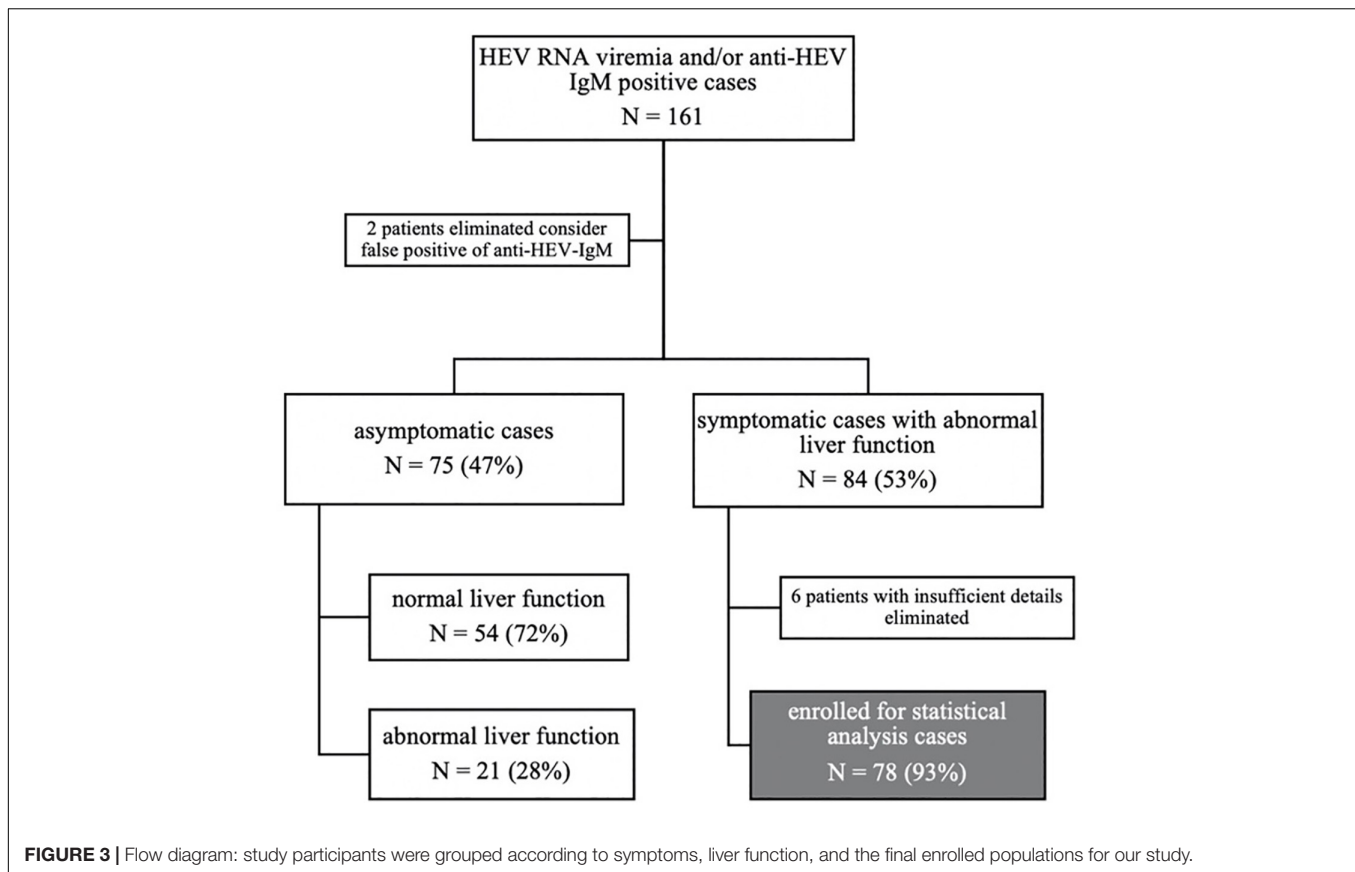 HEV RNA viremia and/or anti-HEV
IgM positive cases
N = 161
2 patients eliminated consider
false positive of anti-HEV-IgM
asymptomatic cases
N = 75 (47%)
symptomatic cases with abnormal
liver function
N = 84 (53%)
normal liver function
N = 54 (72%)
6 patients with insufficient details
eliminated
abnormal liver function
N = 21 (28%)
enrolled for statistical
analysis cases
N = 78 (93%)
FIGURE 3 | Flow diagram: study participants were grouped according to symptoms, liver function, and the final enrolled populations for our study.